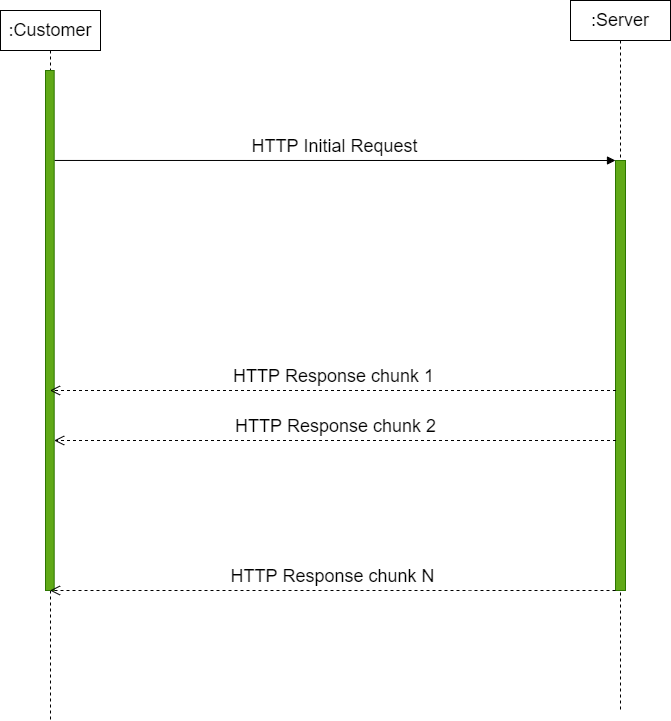 :Customer
:Server
HTTP Initial Request
HTTP Response chunk 1
HTTP Response chunk 2
HTTP Response chunk N